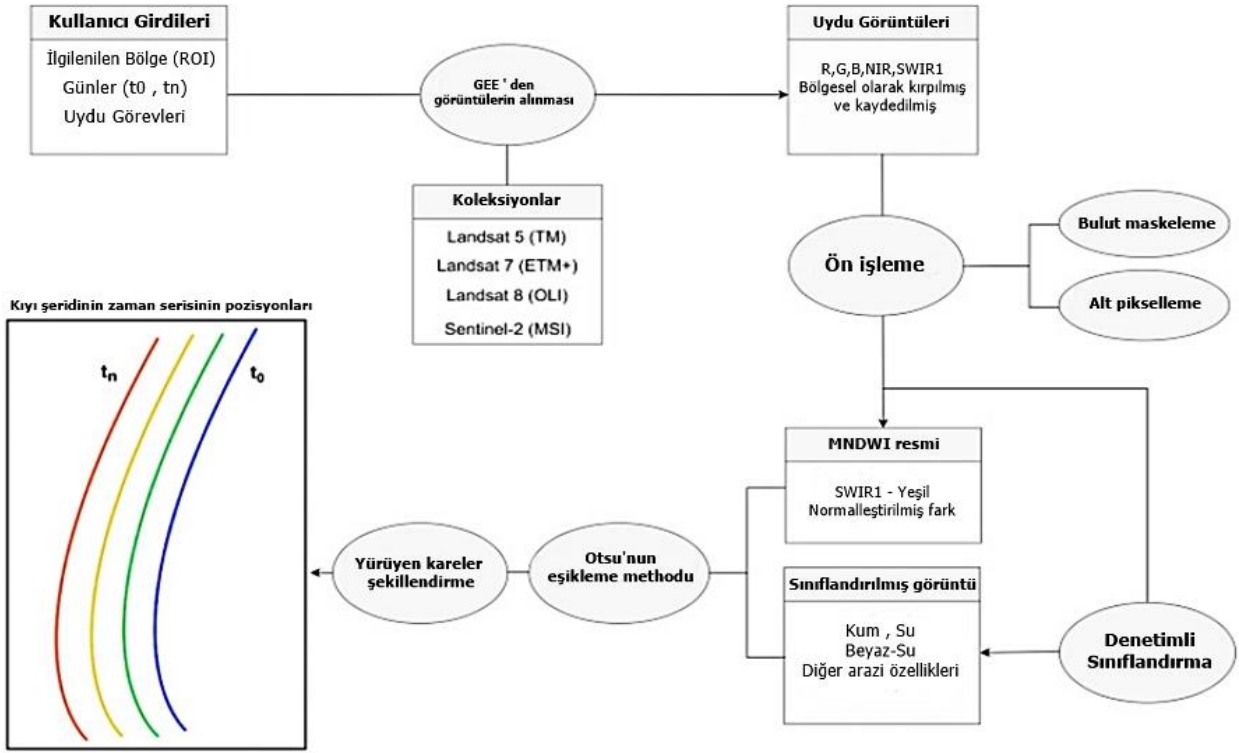 Kullanıcı Girdileri
İlgilenilen Bölge (ROI)
Günler (t0 , tn)
Uydu Görevleri
GEE ' den
görüntülerin alınması
Koleksiyonlar
Landsat 5 (TM)
Landsat 7 (ETM+)
Landsat 8 (OLI)
Sentinel-2 (MSI)
Uydu Görüntüleri
R,G,B,NIR,SWIR1
Bölgesel olarak kırpılmış
ve kaydedilmiş
Ön işleme
Bulut maskeleme
Alt pikselleme
MNDWI resmi
SWIR1 - Yeşil
Normalleştirilmiş fark
Sınıflandırılmış görüntü
Kum , Su
Beyaz-Su
Diğer arazi özellikleri
Denetimli
Sınıflandırma
Otsu'nun
eşikleme methodu
Yürüyen kareler
şekillendirme
Kıyı şeridinin zaman serisinin pozisyonları
tn
t0